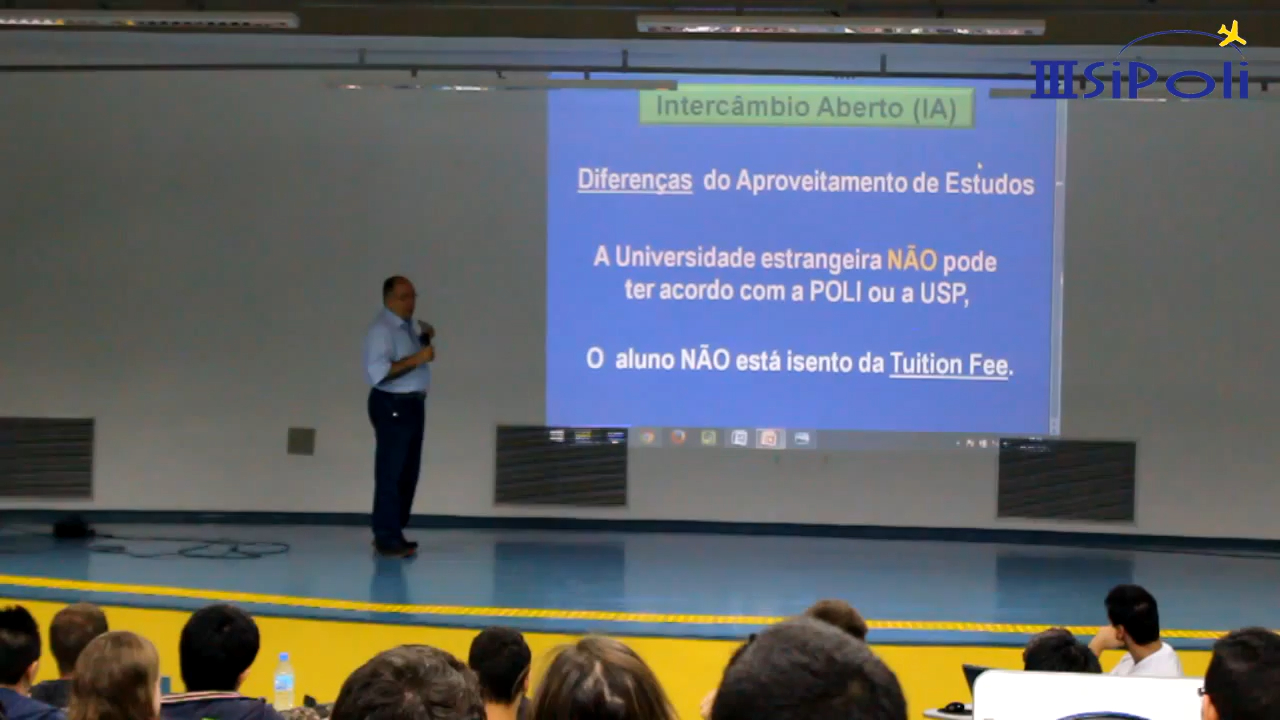 IIISiPoli
Intercâmbio Aberto (IA)
Diferenças do Aproveitamento de Estudos
A Universidade estrangeira NÃO pode
ter acordo com a POLI ou a USP,
O aluno NÃO está isento da Tuition Fee.